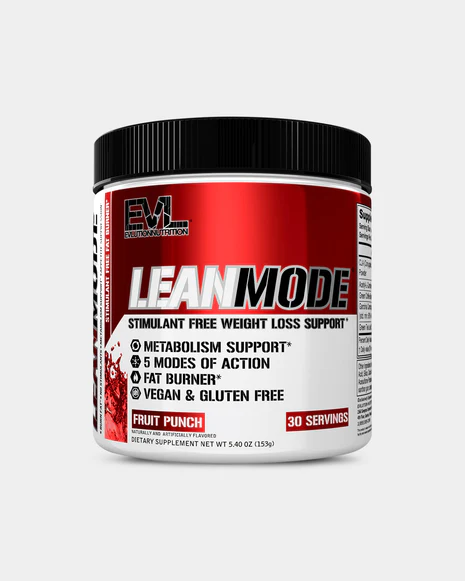 EVL
EVLUTIONNUTRITION
LEANMODE
STIMULANT FREE WEIGHT LOSS SUPPORT*
METABOLISM SUPPORT*
5 MODES OF ACTION
FAT BURNER*
VEGAN & GLUTEN FREE
FRUIT PUNCH
30 SERVINGS
NATURALLY AND ARTIFICIALLY FLAVORED
DIETARY SUPPLEMENT NET WT 5.40 OZ (153g)
LEANMODE
STIMULANT FREE FAT BURNER*